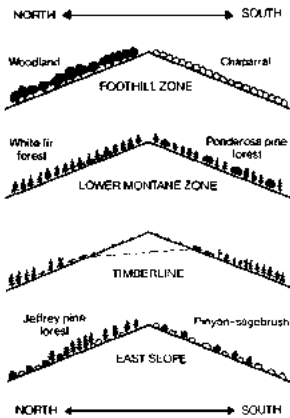 NORTH SOUTH
Woodland Chaparral
FOOTHILL ZONE
White fir Ponderosa pine
forest forest
LOWER MONTANE ZONE
TIMBERLINE
Jeffrey pine Pinyon-sagebrush
forest
EAST SLOPE
NORTH SOUTH